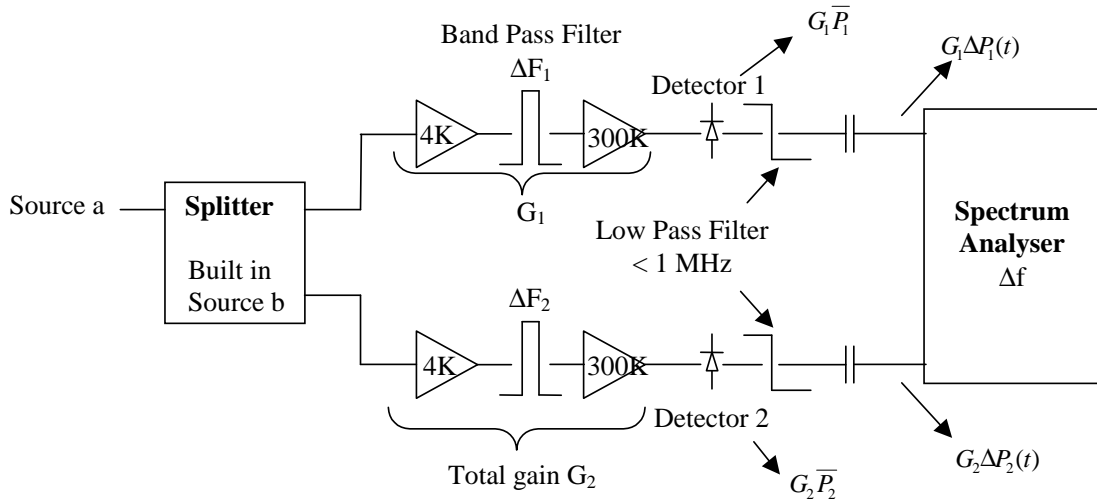 G₁P̅₁
G₁ΔP₁(t)
Band Pass Filter
ΔF₁
Detector 1
4K
300K
G₁
Source a
Splitter
Built in
Source b
Low Pass Filter
< 1 MHz
Spectrum
Analyser
Δf
ΔF₂
4K
300K
Detector 2
Total gain G₂
G₂P̅₂
G₂ΔP₂(t)